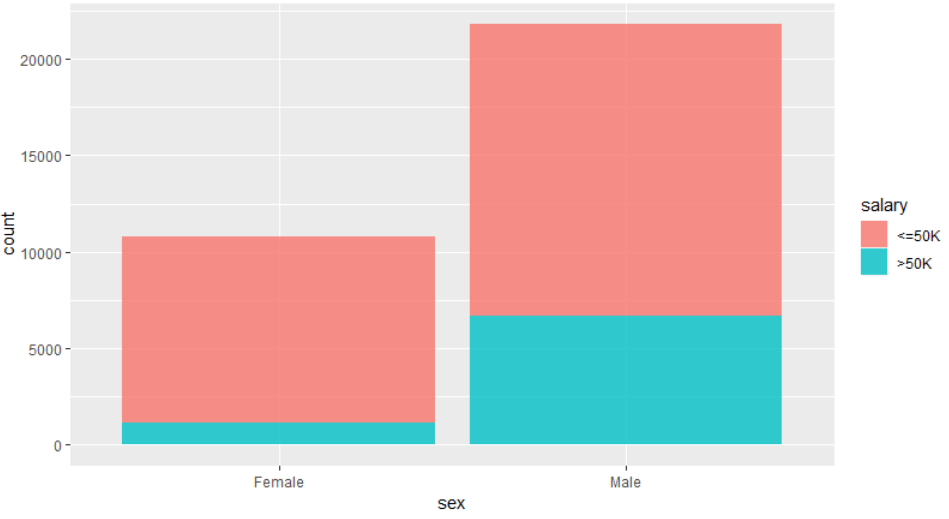 20000
15000
10000
5000
0
count
Female
Male
sex
salary
<=50K
>50K